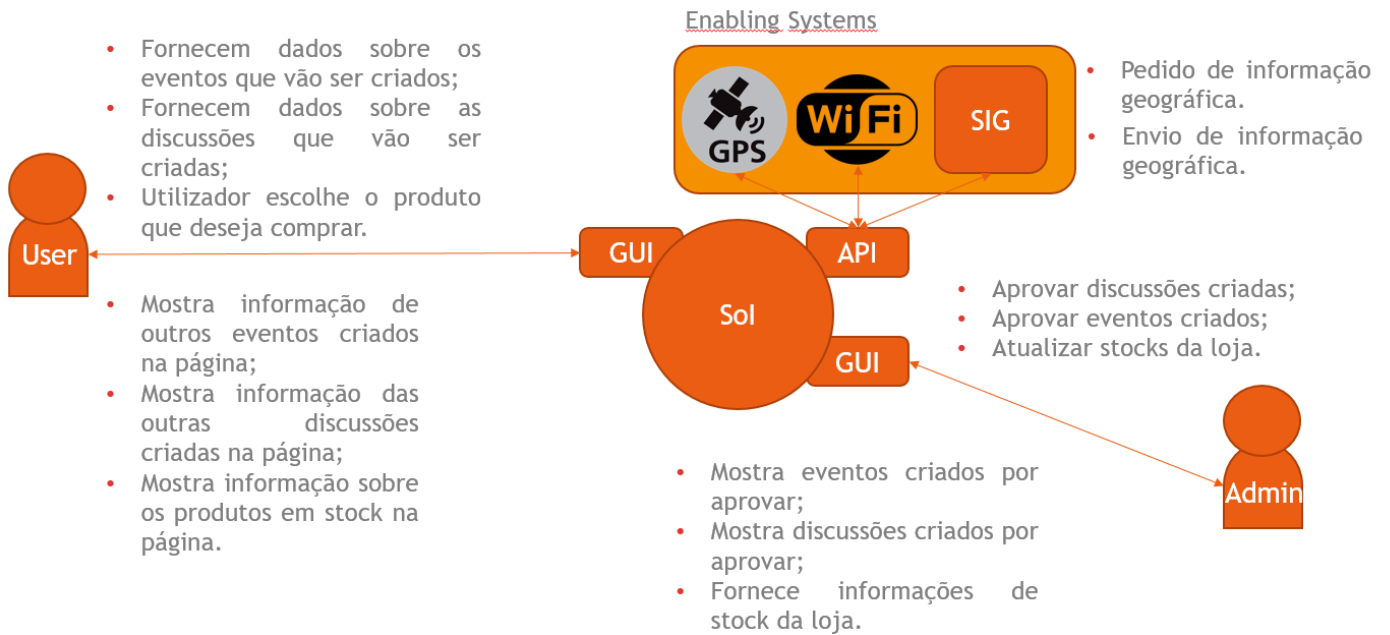 Enabling Systems
• Fornecem dados sobre os
eventos que vão ser criados;
• Fornecem dados sobre as
discussões que vão ser
criadas;
• Utilizador escolhe o produto
que deseja comprar.
GPS
WiFi
SIG
• Pedido de informação
geográfica.
• Envio de informação
geográfica.
User
GUI
API
SoI
GUI
• Mostra informação de
outros eventos criados
na página;
• Mostra informação das
outras discussões
criadas na página;
• Mostra informação sobre
os produtos em stock na
página.
• Aprovar discussões criadas;
• Aprovar eventos criados;
• Atualizar stocks da loja.
Admin
• Mostra eventos criados por
aprovar;
• Mostra discussões criados por
aprovar;
• Fornece informações de
stock da loja.